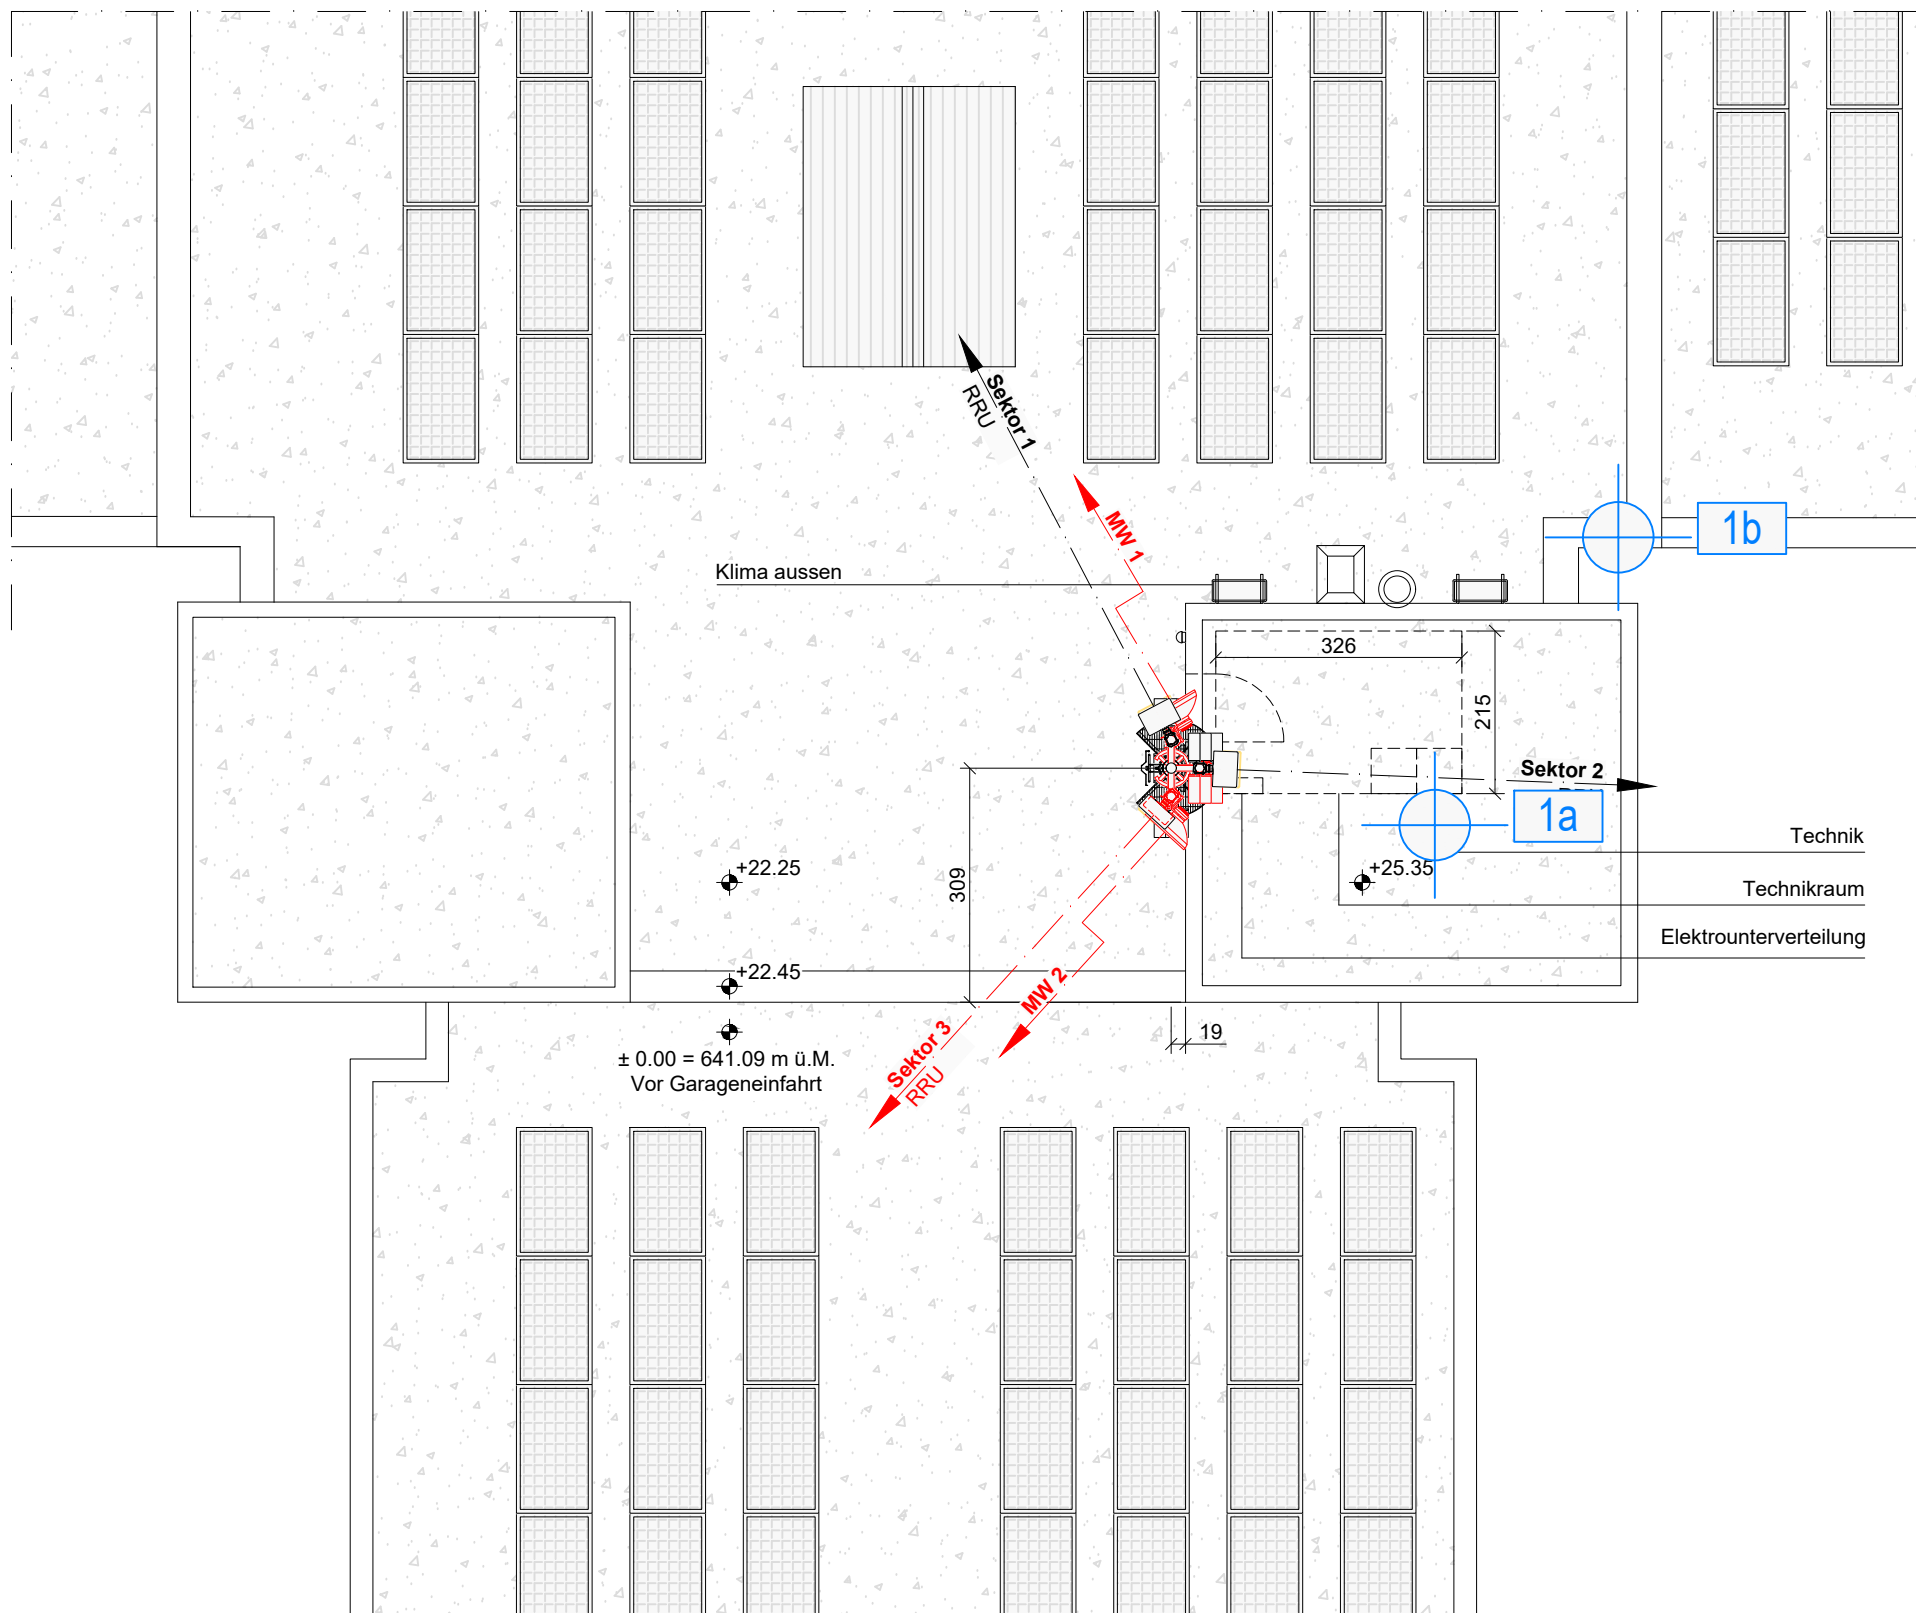 Sektor 1
RRU
MW 1
1b
Klima aussen
326
215
Sektor 2
1a
Technik
+22.25
309
+25.35
Technikraum
Elektrounterverteilung
+22.45
MW 2
19
± 0.00 = 641.09 m ü.M.
Vor Garageneinfahrt
Sektor 3
RRU